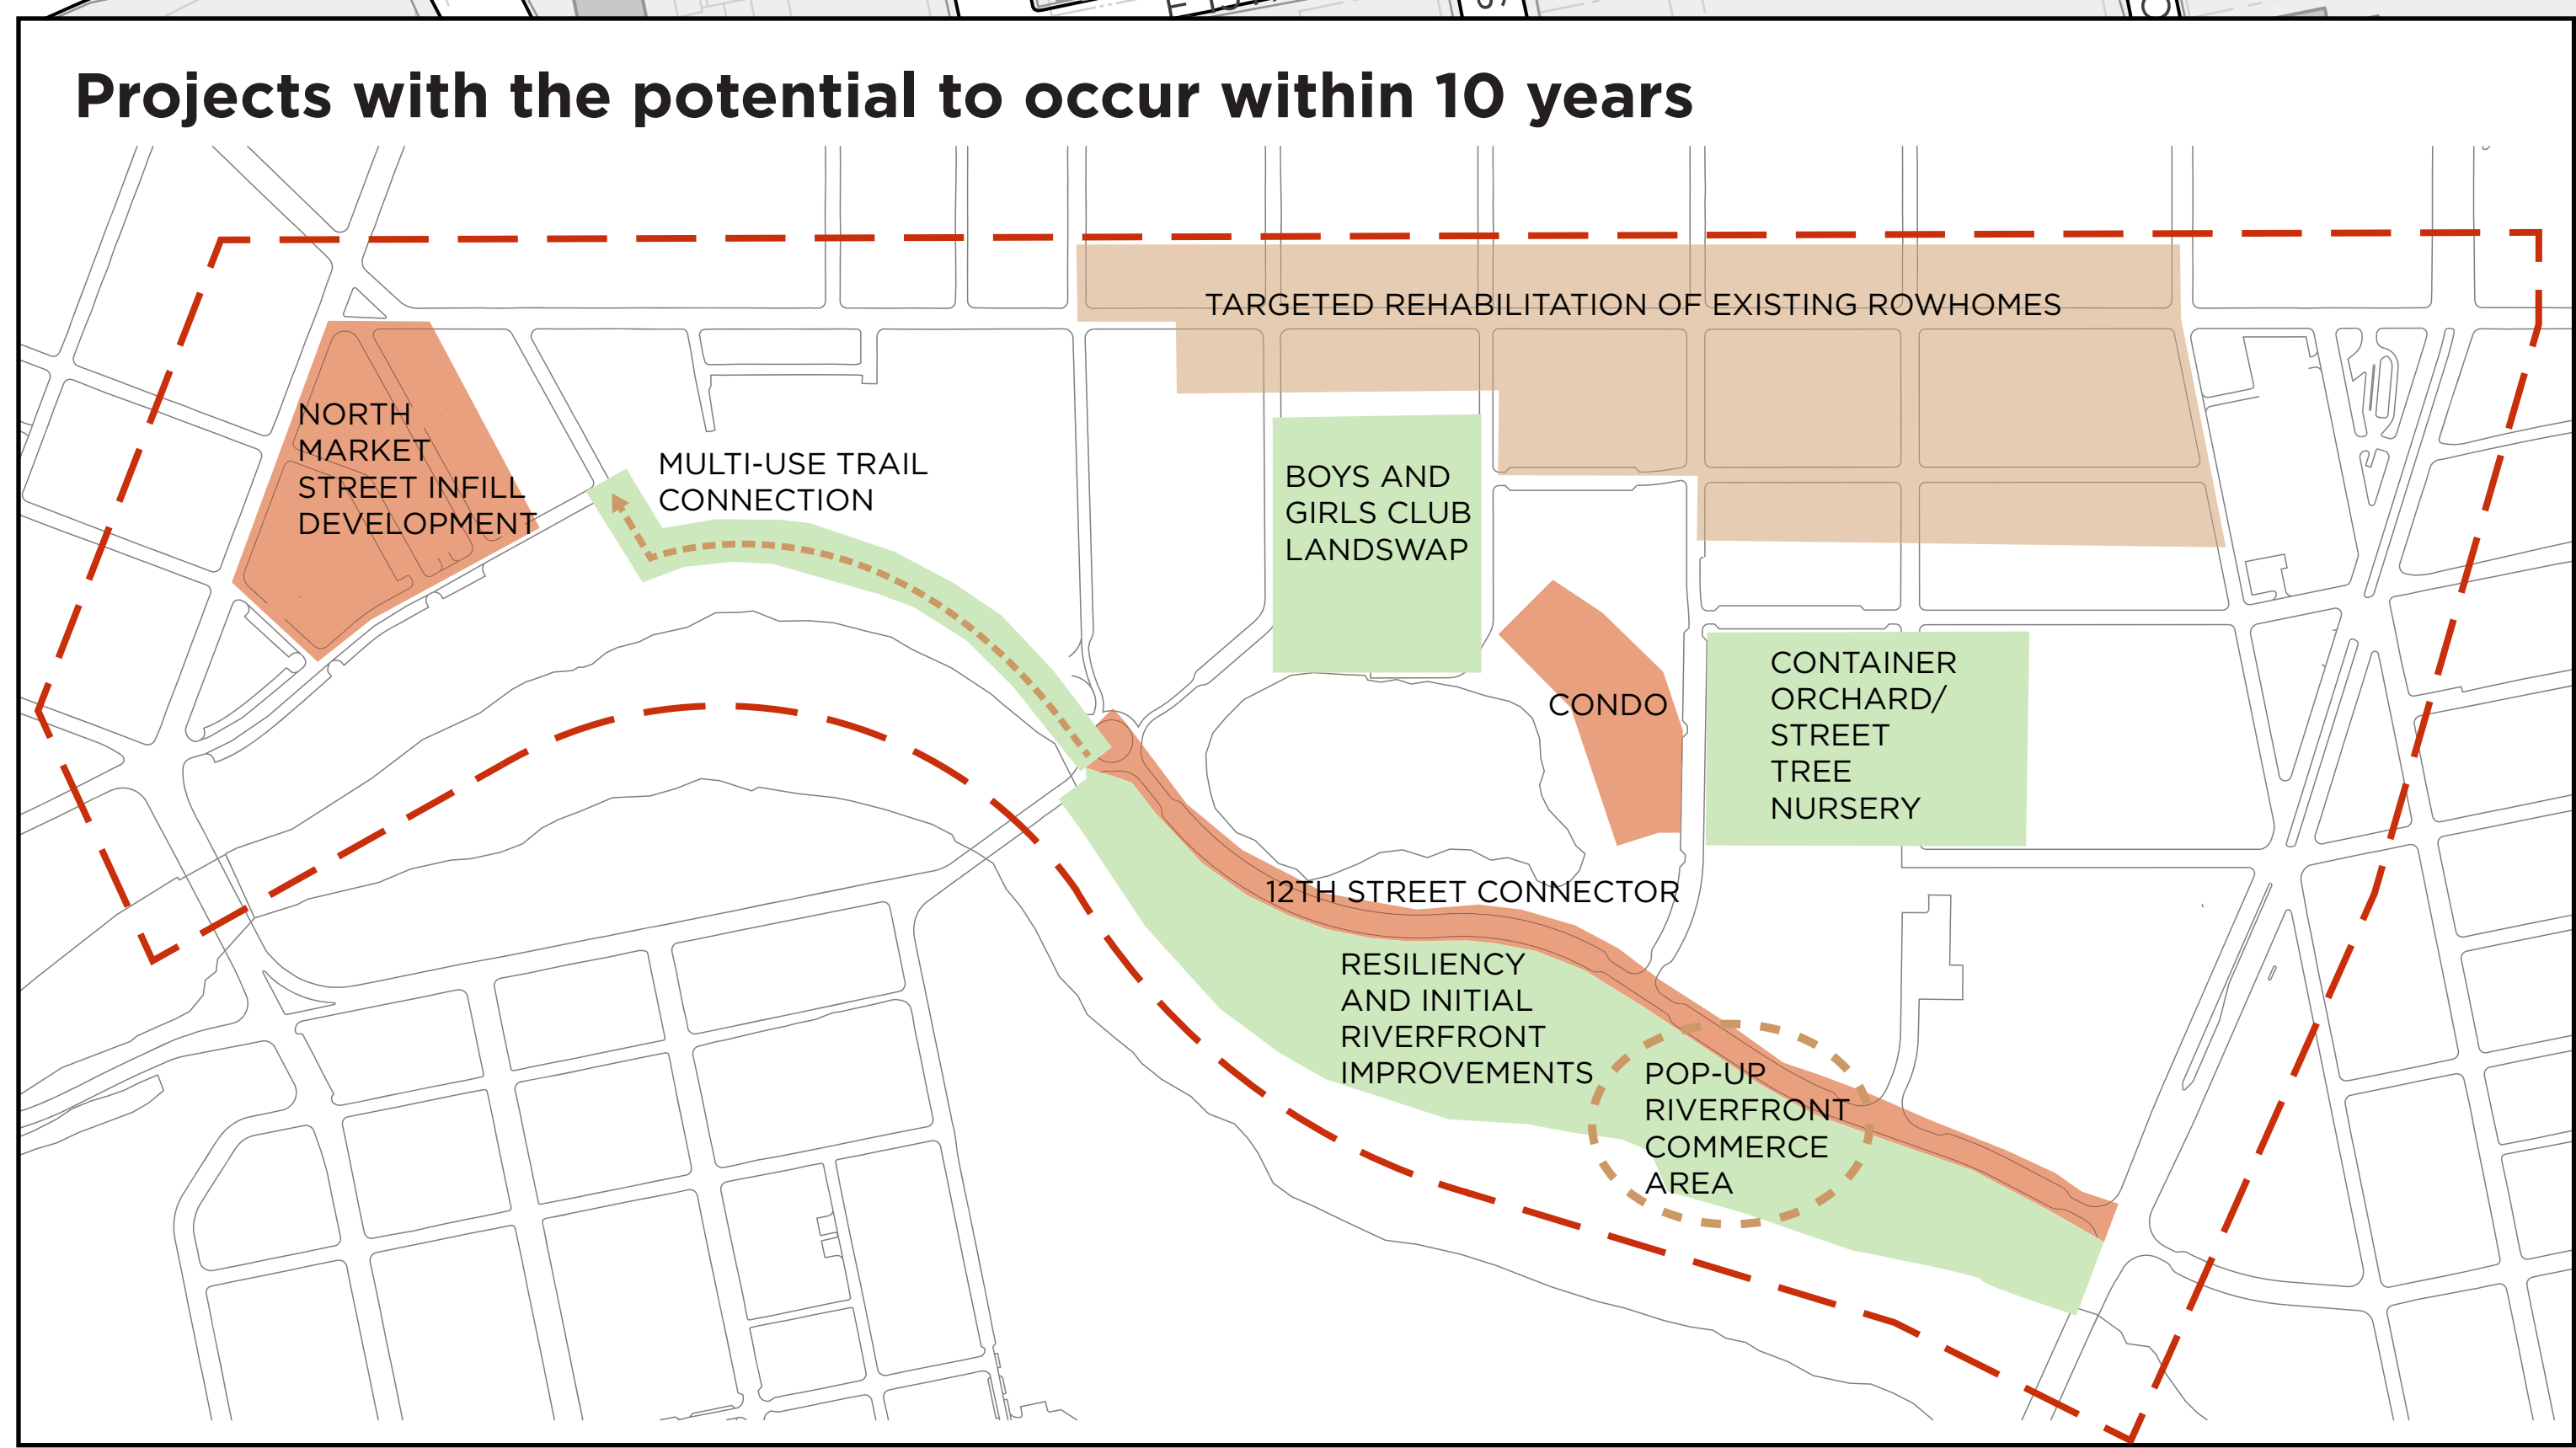 Projects with the potential to occur within 10 years
TARGETED REHABILITATION OF EXISTING ROWHOMES
NORTH
MARKET
STREET INFILL
DEVELOPMENT
MULTI-USE TRAIL
CONNECTION
BOYS AND
GIRLS CLUB
LANDSWAP
CONDO
CONTAINER
ORCHARD/
STREET
TREE
NURSERY
12TH STREET CONNECTOR
RESILIENCY
AND INITIAL
RIVERFRONT
IMPROVEMENTS
POP-UP
RIVERFRONT
COMMERCE
AREA